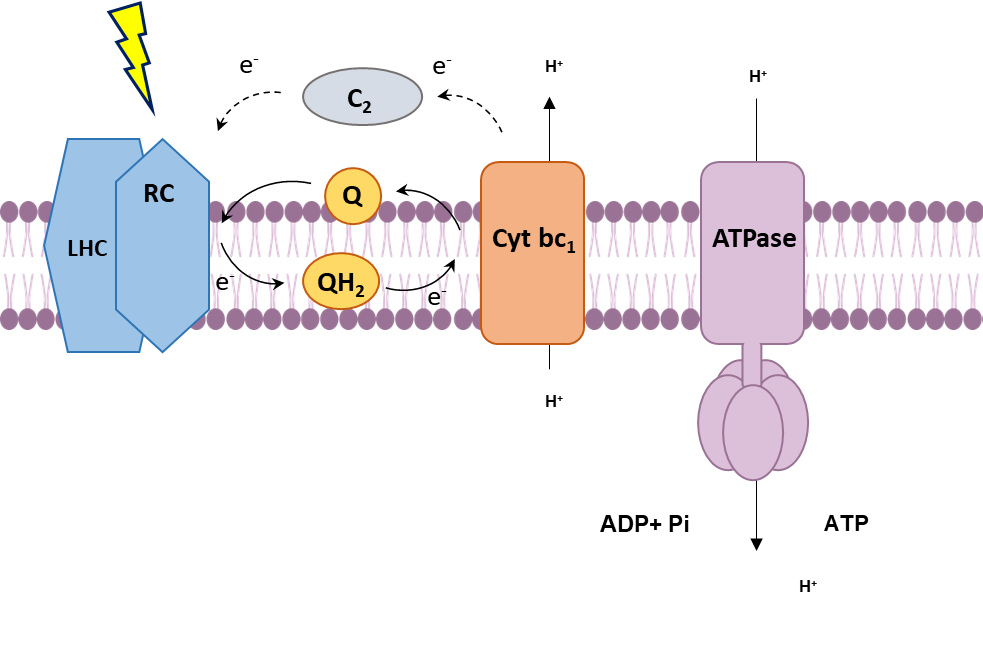 e⁻
e⁻
H⁺
H⁺
C₂
RC
Q
LHC
Cyt bc₁
ATPase
e⁻
QH₂
e⁻
H⁺
ADP+ Pi
ATP
H⁺